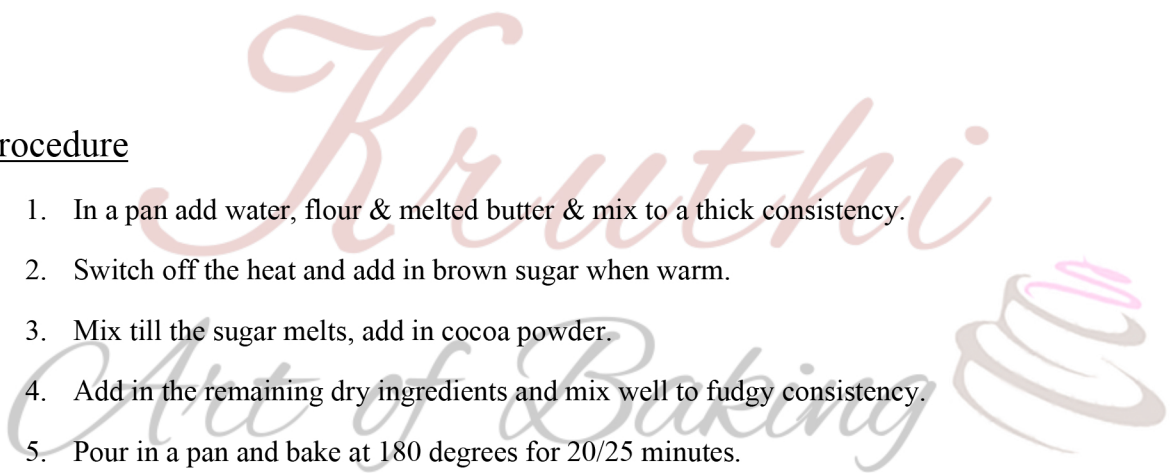 rocedure
1. In a pan add water, flour & melted butter & mix to a thick consistency.
2. Switch off the heat and add in brown sugar when warm.
3. Mix till the sugar melts, add in cocoa powder.
4. Add in the remaining dry ingredients and mix well to fudgy consistency.
5. Pour in a pan and bake at 180 degrees for 20/25 minutes.
Kruthi
Art of Baking